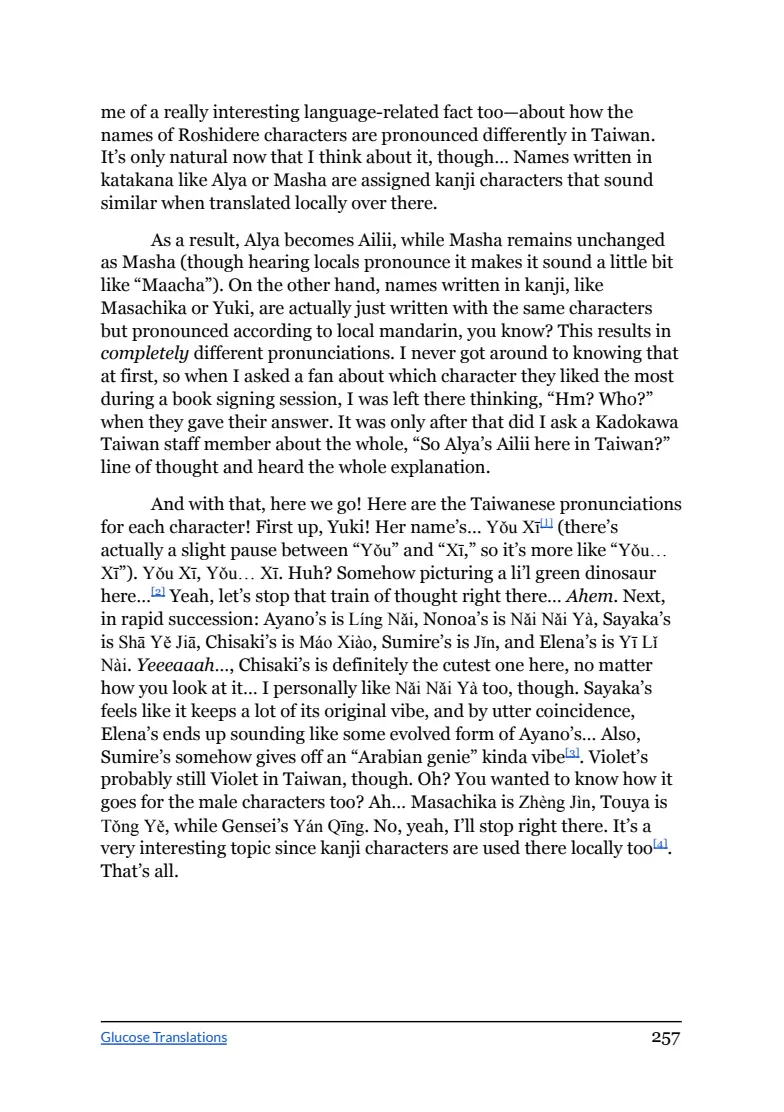 me of a really interesting language-related fact too—about how the
names of Roshidere characters are pronounced differently in Taiwan.
It's only natural now that I think about it, though… Names written in
katakana like Alya or Masha are assigned kanji characters that sound
similar when translated locally over there.
As a result, Alya becomes Ailii, while Masha remains unchanged
as Masha (though hearing locals pronounce it makes it sound a little bit
like “Maacha”). On the other hand, names written in kanji, like
Masachika or Yuki, are actually just written with the same characters
but pronounced according to local mandarin, you know? This results in
completely different pronunciations. I never got around to knowing that
at first, so when I asked a fan about which character they liked the most
during a book signing session, I was left there thinking, “Hm? Who?”
when they gave their answer. It was only after that did I ask a Kadokawa
Taiwan staff member about the whole, “So Alya’s Ailii here in Taiwan?”
line of thought and heard the whole explanation.
And with that, here we go! Here are the Taiwanese pronunciations
for each character! First up, Yuki! Her name’s… Yǒu Xī[1] (there’s
actually a slight pause between “Yǒu” and “Xī,” so it’s more like “Yǒu…
Xī”). Yǒu Xī, Yǒu… Xī. Huh? Somehow picturing a li’l green dinosaur
here…[2] Yeah, let’s stop that train of thought right there… Ahem. Next,
in rapid succession: Ayano’s is Líng Nǎi, Nonoa’s is Nǎi Nǎi Yà, Sayaka’s
is Shā Yě Jiā, Chisaki’s is Máo Xiào, Sumire’s is Jǐn, and Elena’s is Yī Lǐ
Nài. Yeeeaaah…, Chisaki’s is definitely the cutest one here, no matter
how you look at it… I personally like Nǎi Nǎi Yà too, though. Sayaka’s
feels like it keeps a lot of its original vibe, and by utter coincidence,
Elena’s ends up sounding like some evolved form of Ayano’s… Also,
Sumire’s somehow gives off an “Arabian genie” kinda vibe[3]. Violet’s
probably still Violet in Taiwan, though. Oh? You wanted to know how it
goes for the male characters too? Ah… Masachika is Zhèng Jìn, Touya is
Tǒng Yě, while Gensei’s Yán Qīng. No, yeah, I’ll stop right there. It’s a
very interesting topic since kanji characters are used there locally too[4].
That’s all.
Glucose Translations 257